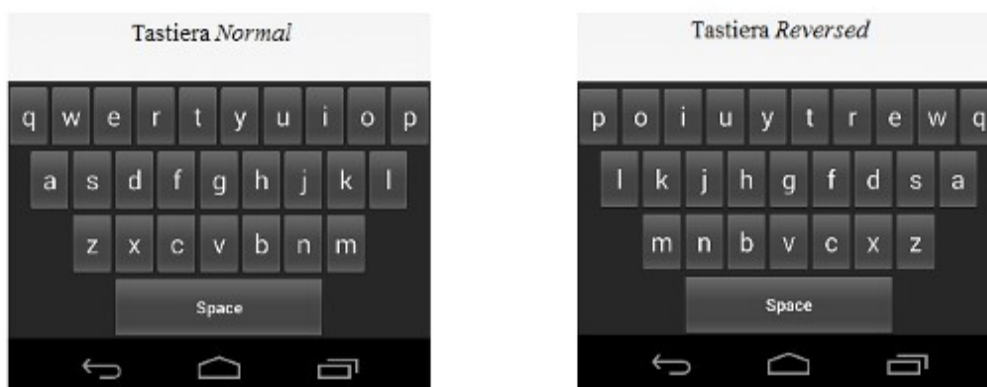 Tastiera Normal
q w e r t y u i o p
a s d f g h j k l
z x c v b n m
Space
Tastiera Reversed
p o i u y t r e w q
l k j h g f d s a
m n b v c x z
Space